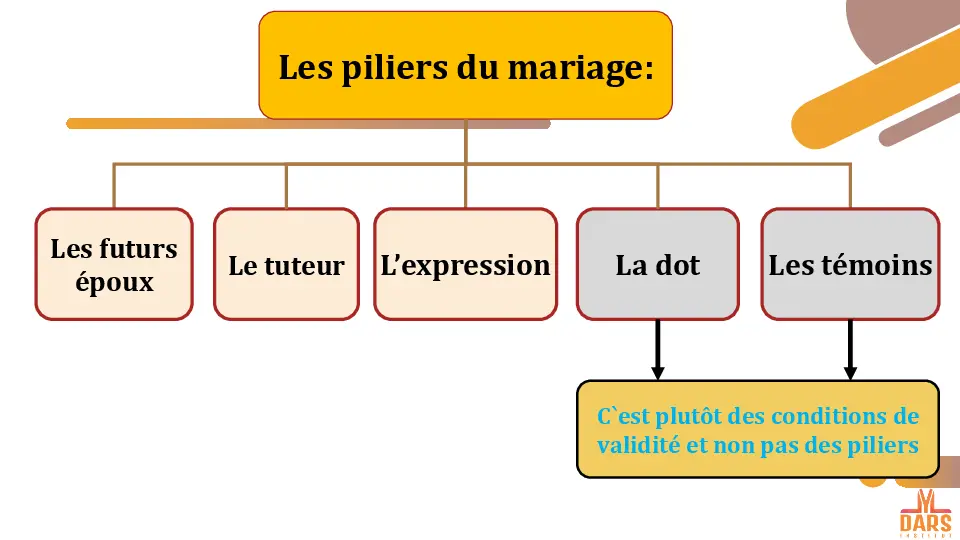 Les piliers du mariage:
Les futurs
époux
Le tuteur
L’expression
La dot
Les témoins
C`est plutôt des conditions de
validité et non pas des piliers
DARS
INSTITUT